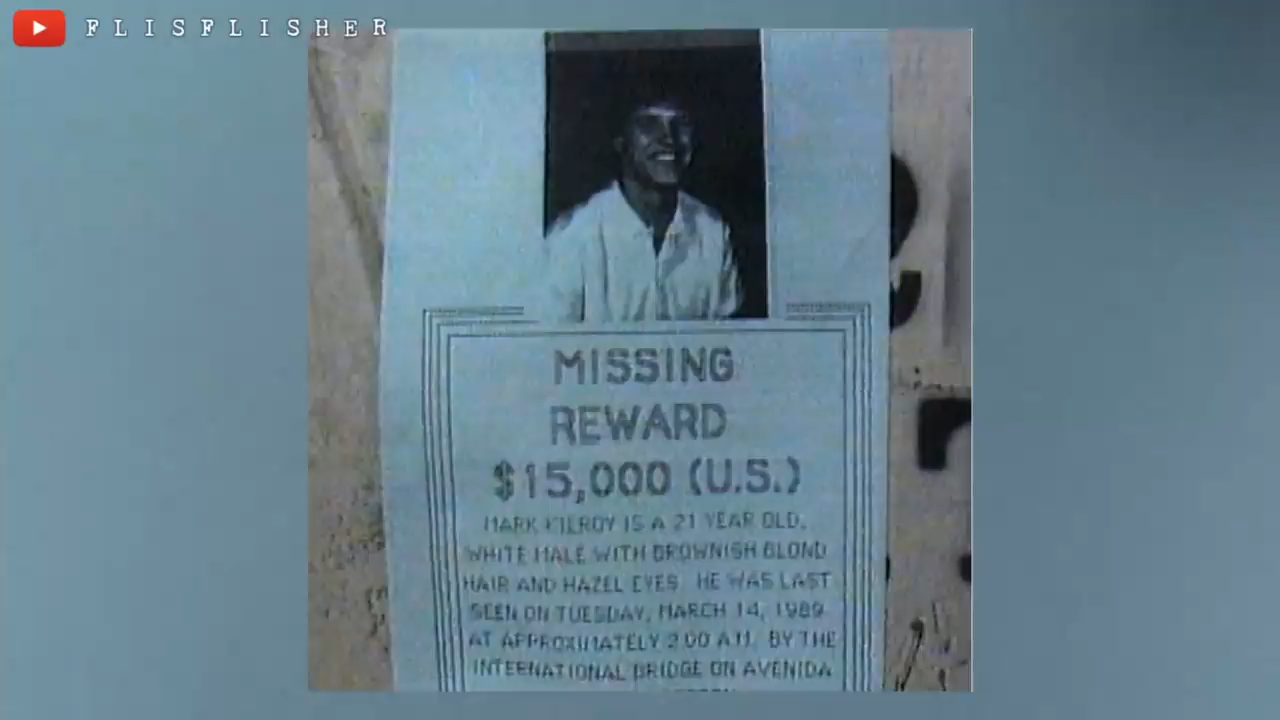 FLISFLISHER
MISSING
REWARD
$15,000 (U.S.)
MARK KILROY IS A 21 YEAR OLD,
WHITE MALE WITH BROWNISH BLOND
HAIR AND HAZEL EYES. HE WAS LAST
SEEN ON TUESDAY, MARCH 14, 1989
AT APPROXIMATELY 2:00 A.M. BY THE
INTERNATIONAL BRIDGE ON AVENIDA